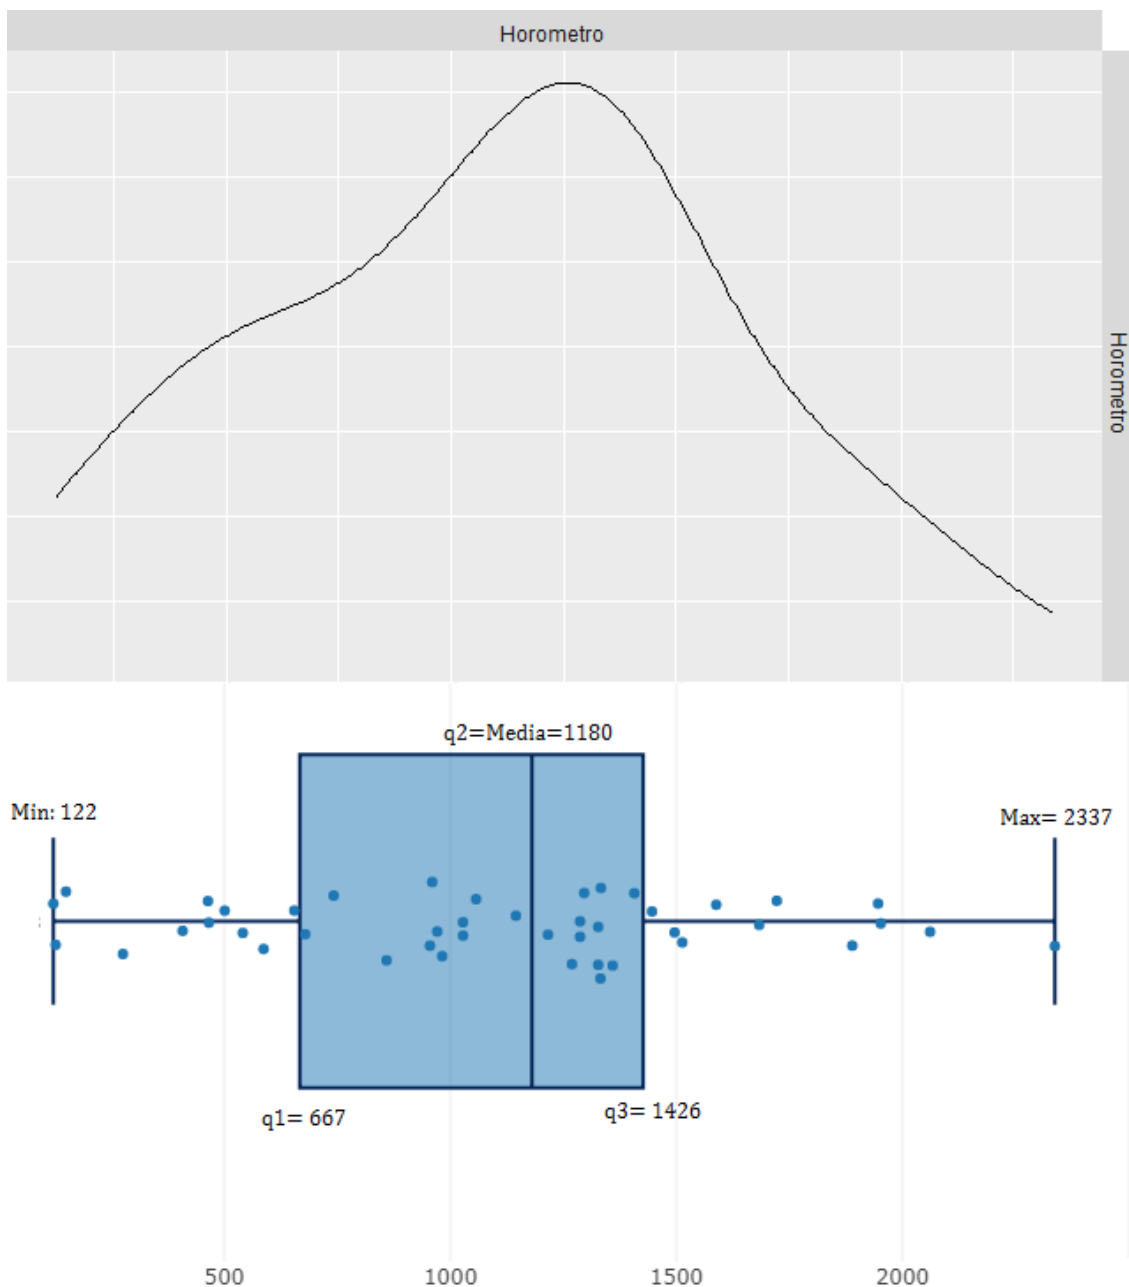 Horometro
Horometro
q2=Media=1180
Min: 122
Max= 2337
q1= 667
q3= 1426
500
1000
1500
2000